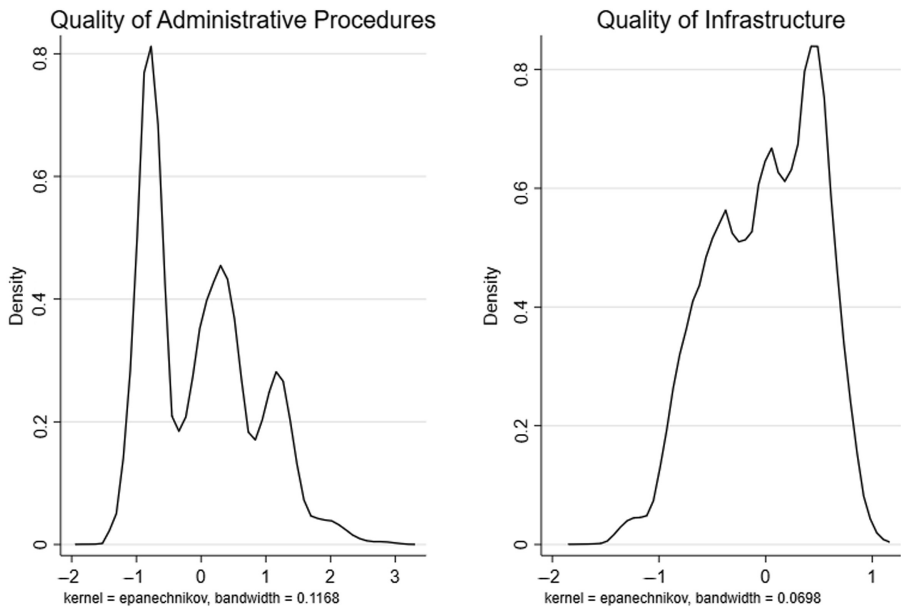 Quality of Administrative Procedures
Density
0.8
0.6
0.4
0.2
0
–2 –1 0 1 2 3
kernel = epanechnikov, bandwidth = 0.1168
Quality of Infrastructure
Density
0.8
0.6
0.4
0.2
0
–2 –1 0 1
kernel = epanechnikov, bandwidth = 0.0698